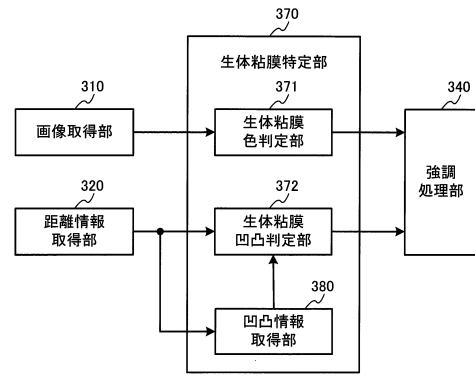 370
生体粘膜特定部
310
画像取得部
371
生体粘膜
色判定部
340
強調
処理部
320
距離情報
取得部
372
生体粘膜
凹凸判定部
380
凹凸情報
取得部